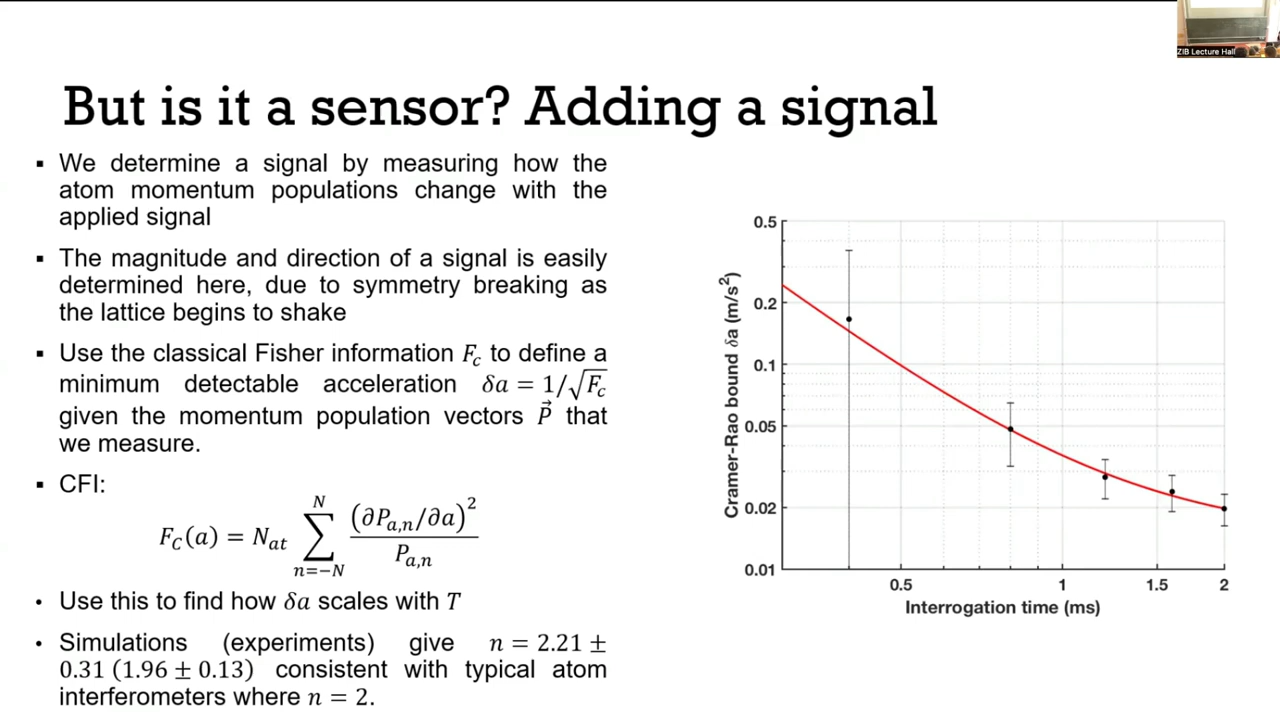 ZIB Lecture Hall
But is it a sensor? Adding a signal
▪ We determine a signal by measuring how the
atom momentum populations change with the
applied signal
▪ The magnitude and direction of a signal is easily
determined here, due to symmetry breaking as
the lattice begins to shake
▪ Use the classical Fisher information F_c to define a
minimum detectable acceleration δa = 1/√F_c
given the momentum population vectors P⃗ that
we measure.
▪ CFI:
F_C(a) = N_at ∑_{n=−N}^{N} (∂P_{a,n}/∂a)² / P_{a,n}
• Use this to find how δa scales with T
• Simulations (experiments) give n = 2.21 ±
0.31 (1.96 ± 0.13) consistent with typical atom
interferometers where n = 2.
Cramer-Rao bound δa (m/s²)
0.5
0.2
0.1
0.05
0.02
0.01
0.5 1 1.5 2
Interrogation time (ms)